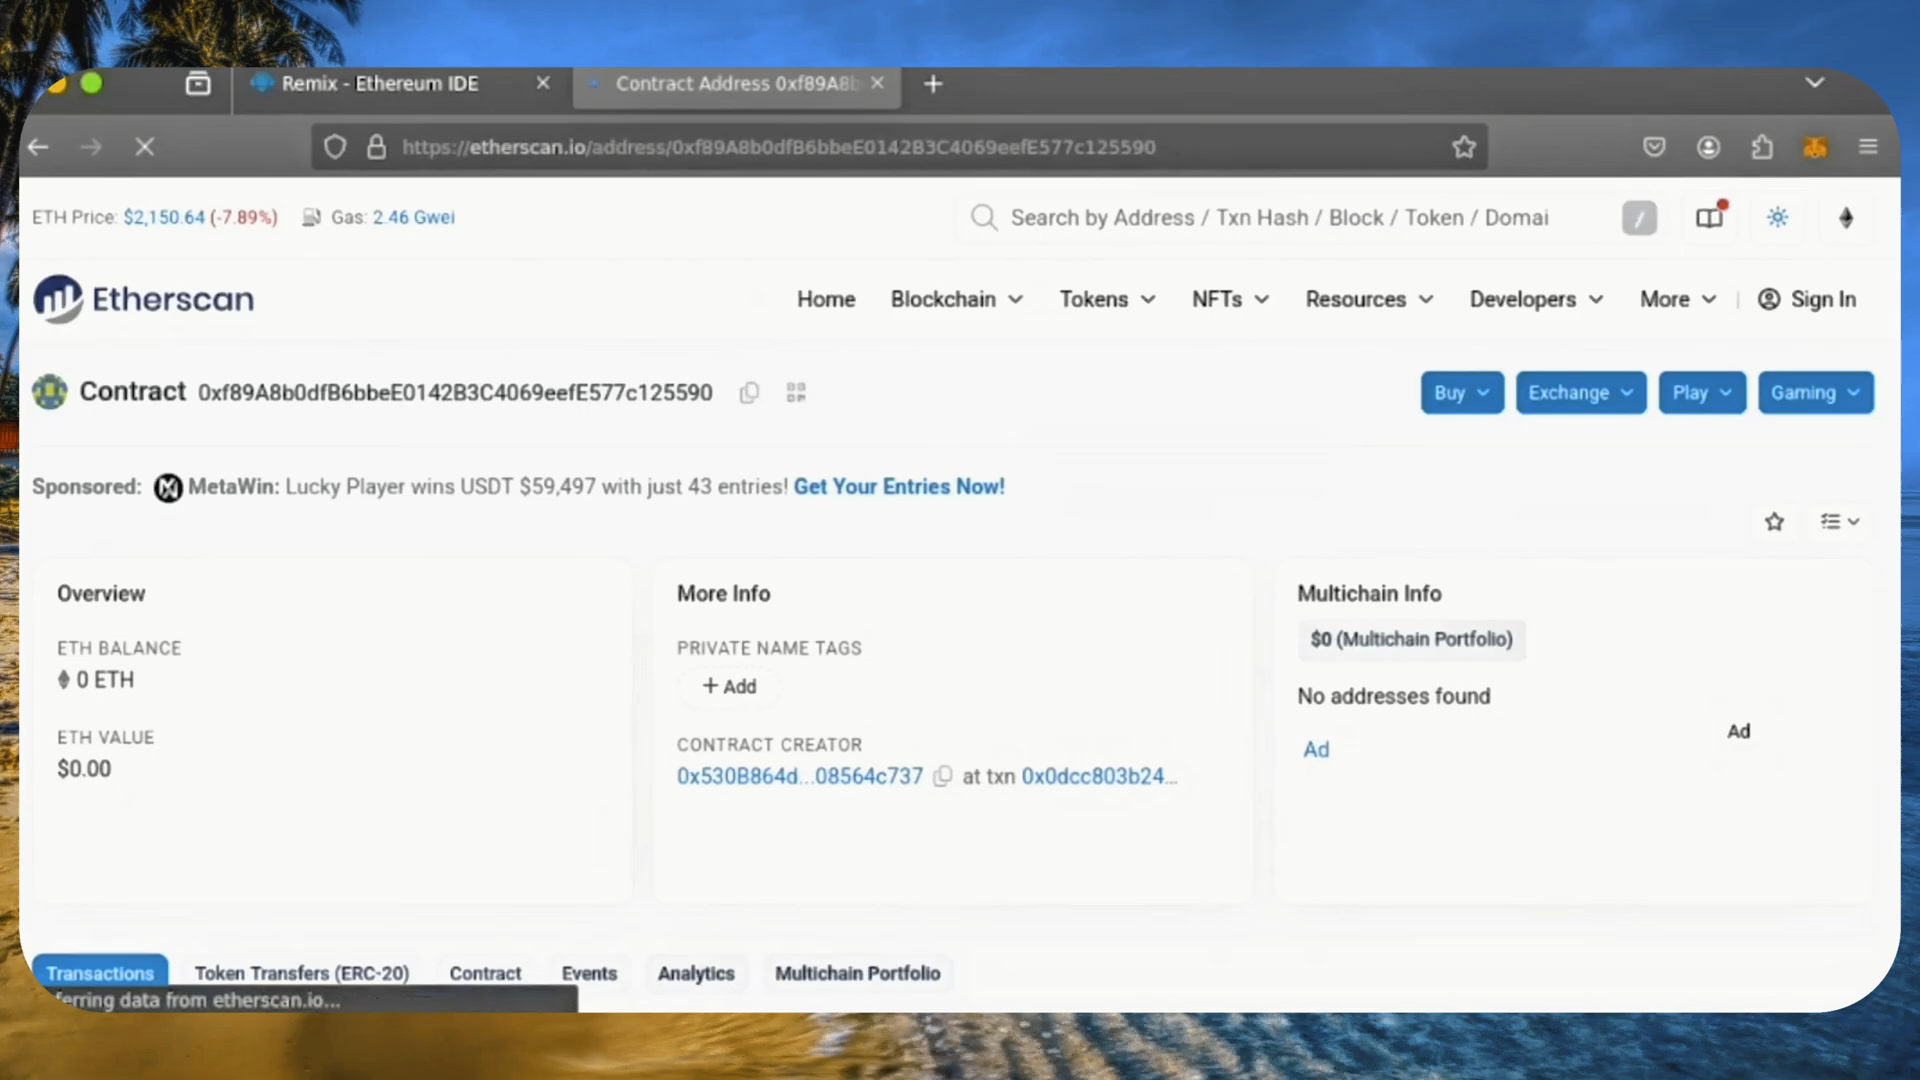 Remix - Ethereum IDE
Contract Address 0xf89A8b
https://etherscan.io/address/0xf89A8b0dfB6bbeE0142B3C4069eefE577c125590
ETH Price: $2,150.64 (-7.89%) Gas: 2.46 Gwei
Search by Address / Txn Hash / Block / Token / Domai
/
Etherscan
Home Blockchain Tokens NFTs Resources Developers More | Sign In
Contract 0xf89A8b0dfB6bbeE0142B3C4069eefE577c125590
Buy Exchange Play Gaming
Sponsored: MetaWin: Lucky Player wins USDT $59,497 with just 43 entries! Get Your Entries Now!
Overview
ETH BALANCE
0 ETH
ETH VALUE
$0.00
More Info
PRIVATE NAME TAGS
+ Add
CONTRACT CREATOR
0x530B864d...08564c737 at txn 0x0dcc803b24...
Multichain Info
$0 (Multichain Portfolio)
No addresses found
Ad
Ad
Transactions Token Transfers (ERC-20) Contract Events Analytics Multichain Portfolio
ferring data from etherscan.io...